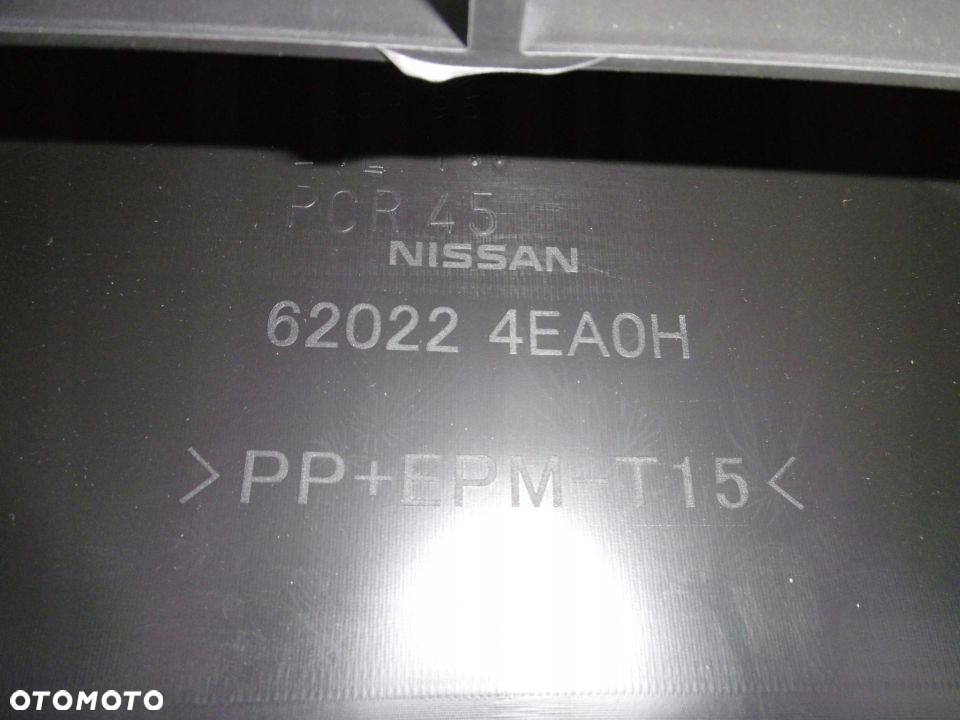 PCR 45
NISSAN
62022 4EA0H
>PP+EPM-T15<
OTOMOTO